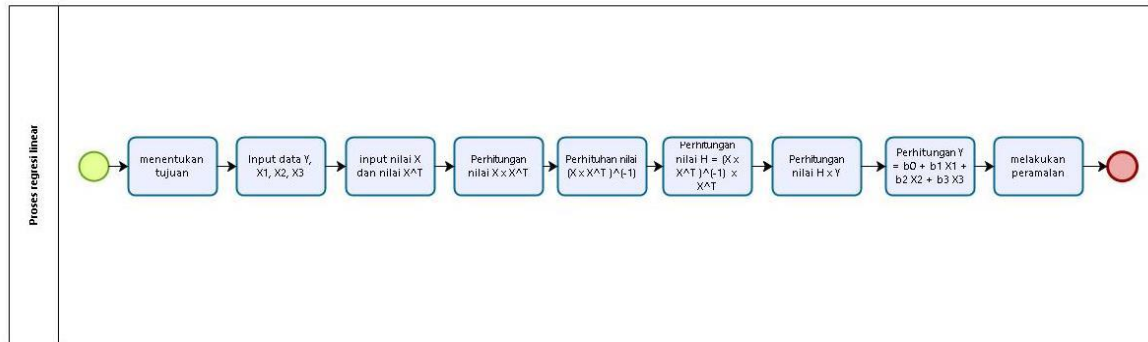 Proses regresi linear
menentukan
tujuan
Input data Y,
X1, X2, X3
input nilai X
dan nilai X^T
Perhitungan
nilai X x X^T
Perhituhan nilai
(X x X^T )^(-1)
Perhitungan
nilai H = (X x
X^T )^(-1) x
X^T
Perhitungan
nilai H x Y
Perhitungan Y
= b0 + b1 X1 +
b2 X2 + b3 X3
melakukan
peramalan